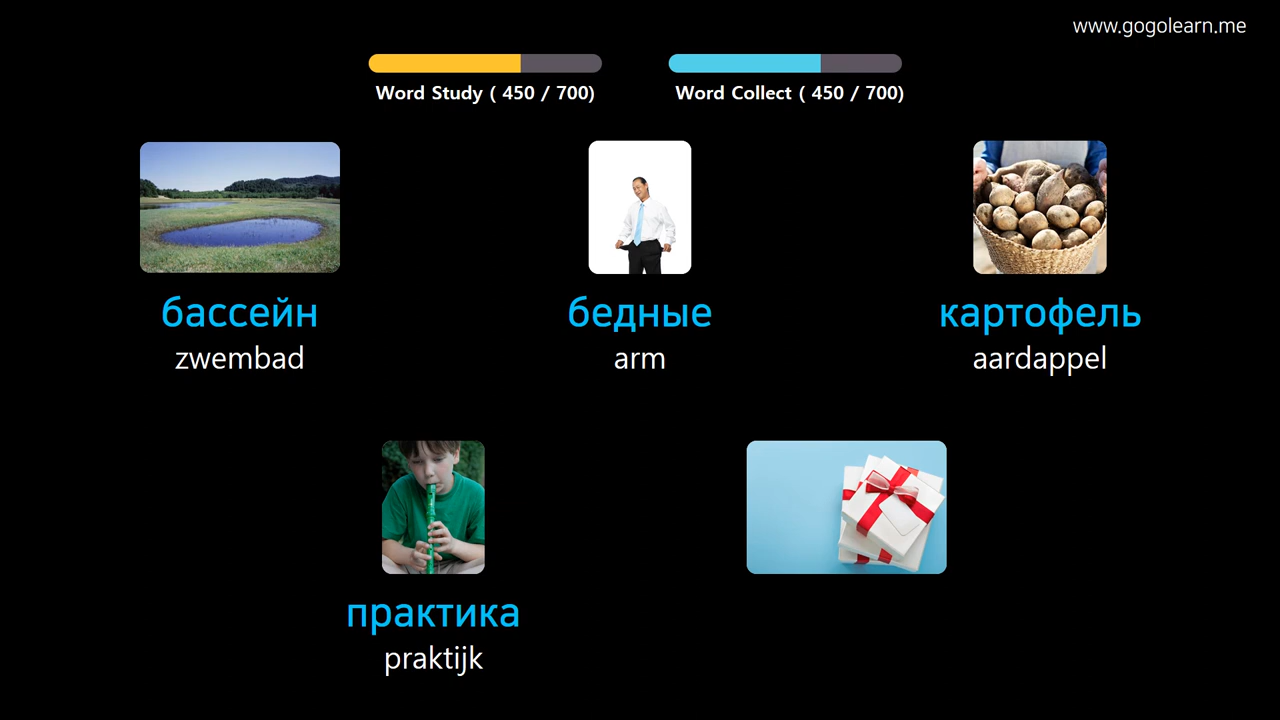 www.gogolearn.me
Word Study ( 450 / 700)
Word Collect ( 450 / 700)
бассейн
zwembad
бедные
arm
картофель
aardappel
практика
praktijk